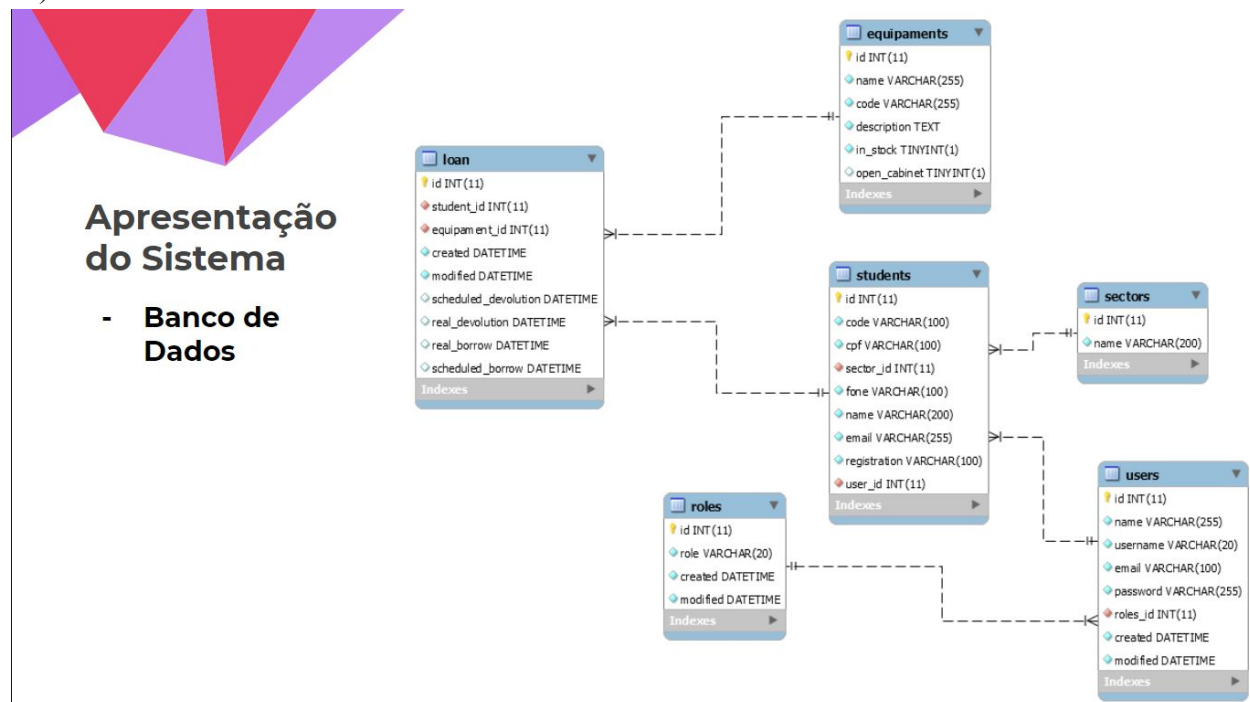 )
Apresentação
do Sistema
- Banco de
Dados
equipaments
id INT(11)
name VARCHAR(255)
code VARCHAR(255)
description TEXT
in_stock TINYINT(1)
open_cabinet TINYINT(1)
Indexes
loan
id INT(11)
student_id INT(11)
equipament_id INT(11)
created DATETIME
modified DATETIME
scheduled_devolution DATETIME
real_devolution DATETIME
real_borrow DATETIME
scheduled_borrow DATETIME
Indexes
students
id INT(11)
code VARCHAR(100)
cpf VARCHAR(100)
sector_id INT(11)
fone VARCHAR(100)
name VARCHAR(200)
email VARCHAR(255)
registration VARCHAR(100)
user_id INT(11)
Indexes
sectors
id INT(11)
name VARCHAR(200)
Indexes
roles
id INT(11)
role VARCHAR(20)
created DATETIME
modified DATETIME
Indexes
users
id INT(11)
name VARCHAR(255)
username VARCHAR(20)
email VARCHAR(100)
password VARCHAR(255)
roles_id INT(11)
created DATETIME
modified DATETIME
Indexes